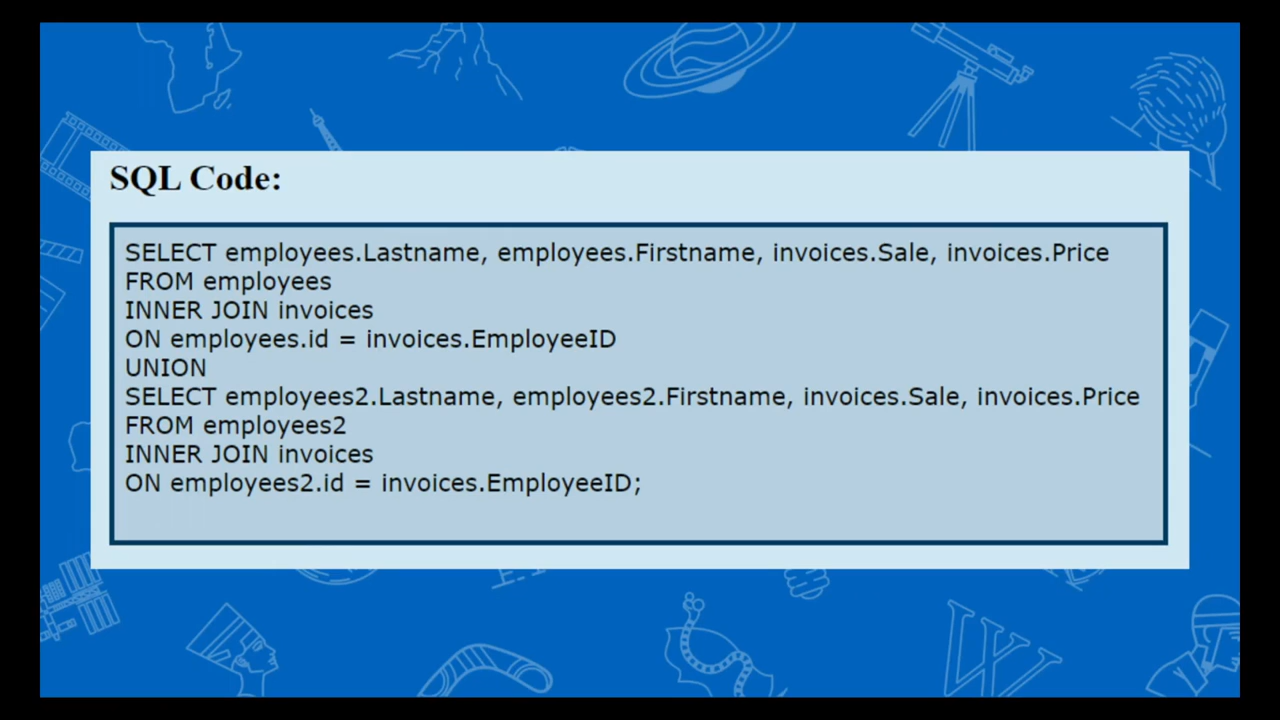 SQL Code:
SELECT employees.Lastname, employees.Firstname, invoices.Sale, invoices.Price
FROM employees
INNER JOIN invoices
ON employees.id = invoices.EmployeeID
UNION
SELECT employees2.Lastname, employees2.Firstname, invoices.Sale, invoices.Price
FROM employees2
INNER JOIN invoices
ON employees2.id = invoices.EmployeeID;